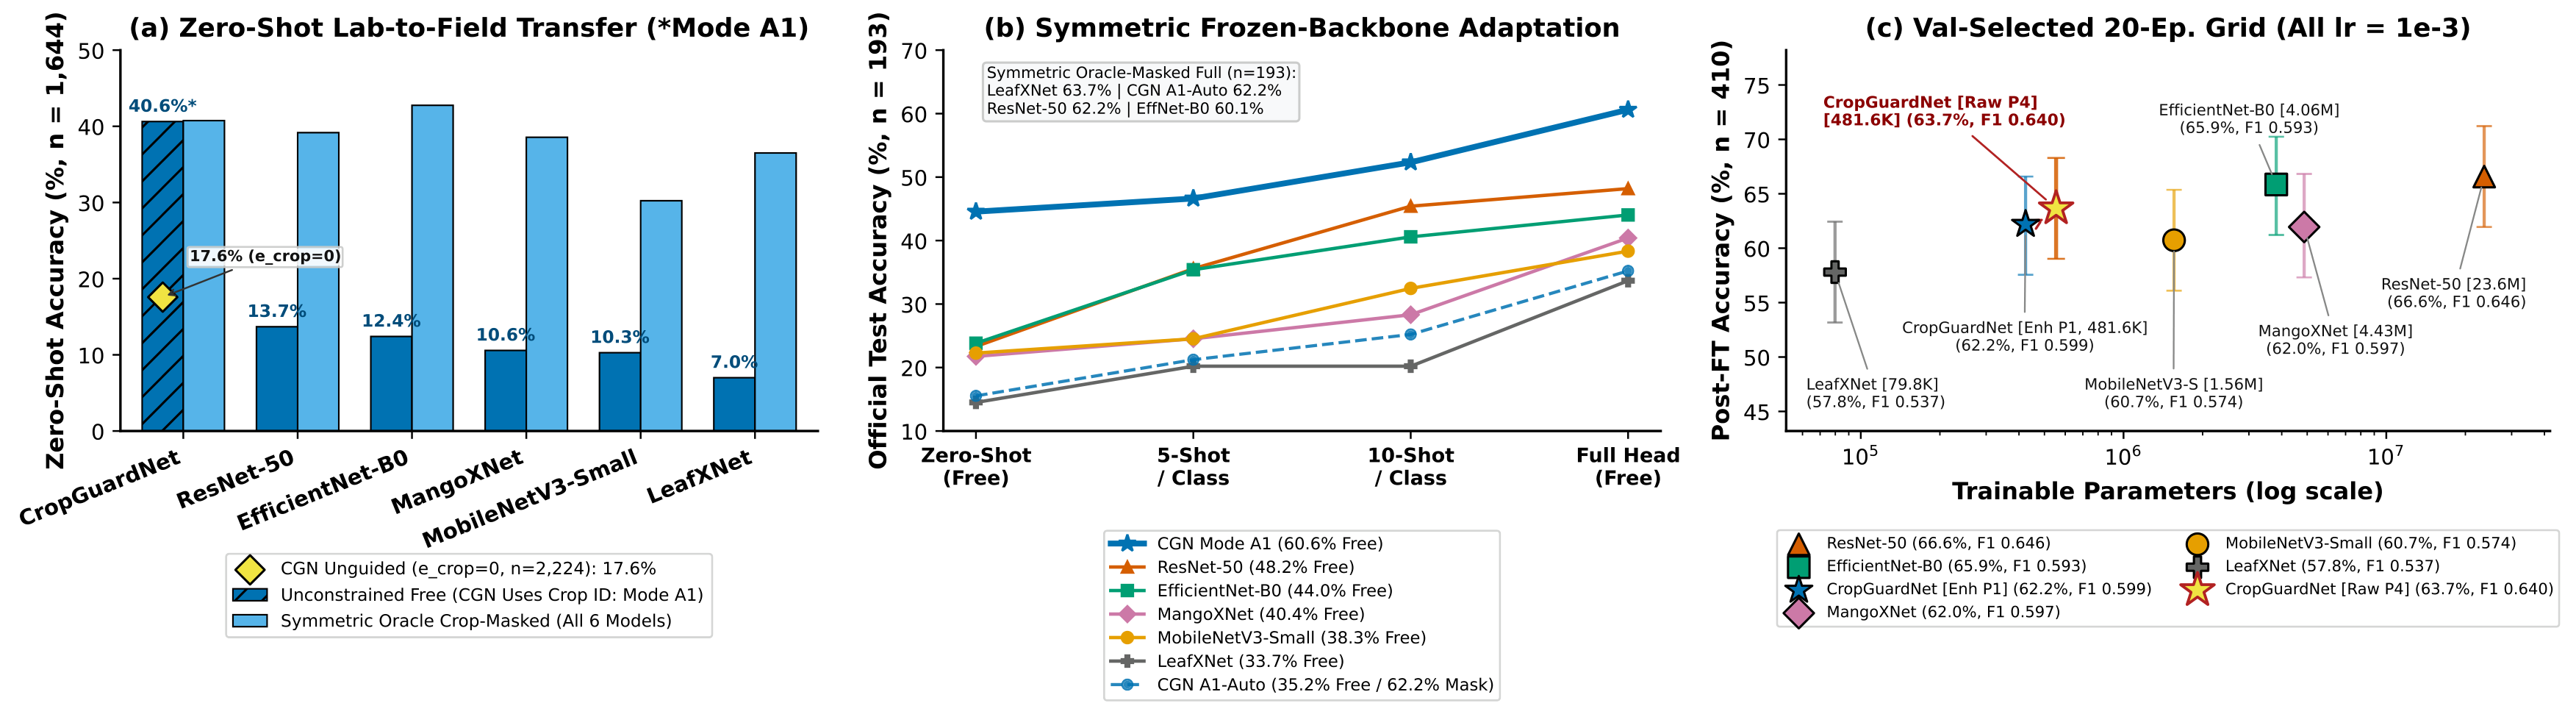 (a) Zero-Shot Lab-to-Field Transfer (*Mode A1)
Zero-Shot Accuracy (%, n = 1,644)
50
40
30
20
10
0
40.6%*
17.6% (e_crop=0)
13.7%
12.4%
10.6%
10.3%
7.0%
CropGuardNet
ResNet-50
EfficientNet-B0
MangoXNet
MobileNetV3-Small
LeafXNet
CGN Unguided (e_crop=0, n=2,224): 17.6%
Unconstrained Free (CGN Uses Crop ID: Mode A1)
Symmetric Oracle Crop-Masked (All 6 Models)
(b) Symmetric Frozen-Backbone Adaptation
Official Test Accuracy (%, n = 193)
70
60
50
40
30
20
10
Symmetric Oracle-Masked Full (n=193):
LeafXNet 63.7% | CGN A1-Auto 62.2%
ResNet-50 62.2% | EffNet-B0 60.1%
Zero-Shot
(Free)
5-Shot
/ Class
10-Shot
/ Class
Full Head
(Free)
CGN Mode A1 (60.6% Free)
ResNet-50 (48.2% Free)
EfficientNet-B0 (44.0% Free)
MangoXNet (40.4% Free)
MobileNetV3-Small (38.3% Free)
LeafXNet (33.7% Free)
CGN A1-Auto (35.2% Free / 62.2% Mask)
(c) Val-Selected 20-Ep. Grid (All lr = 1e-3)
Post-FT Accuracy (%, n = 410)
75
70
65
60
55
50
45
CropGuardNet [Raw P4]
[481.6K] (63.7%, F1 0.640)
EfficientNet-B0 [4.06M]
(65.9%, F1 0.593)
ResNet-50 [23.6M]
(66.6%, F1 0.646)
CropGuardNet [Enh P1, 481.6K]
(62.2%, F1 0.599)
MangoXNet [4.43M]
(62.0%, F1 0.597)
LeafXNet [79.8K]
(57.8%, F1 0.537)
MobileNetV3-S [1.56M]
(60.7%, F1 0.574)
10⁵
10⁶
10⁷
Trainable Parameters (log scale)
ResNet-50 (66.6%, F1 0.646)
EfficientNet-B0 (65.9%, F1 0.593)
CropGuardNet [Enh P1] (62.2%, F1 0.599)
MangoXNet (62.0%, F1 0.597)
MobileNetV3-Small (60.7%, F1 0.574)
LeafXNet (57.8%, F1 0.537)
CropGuardNet [Raw P4] (63.7%, F1 0.640)